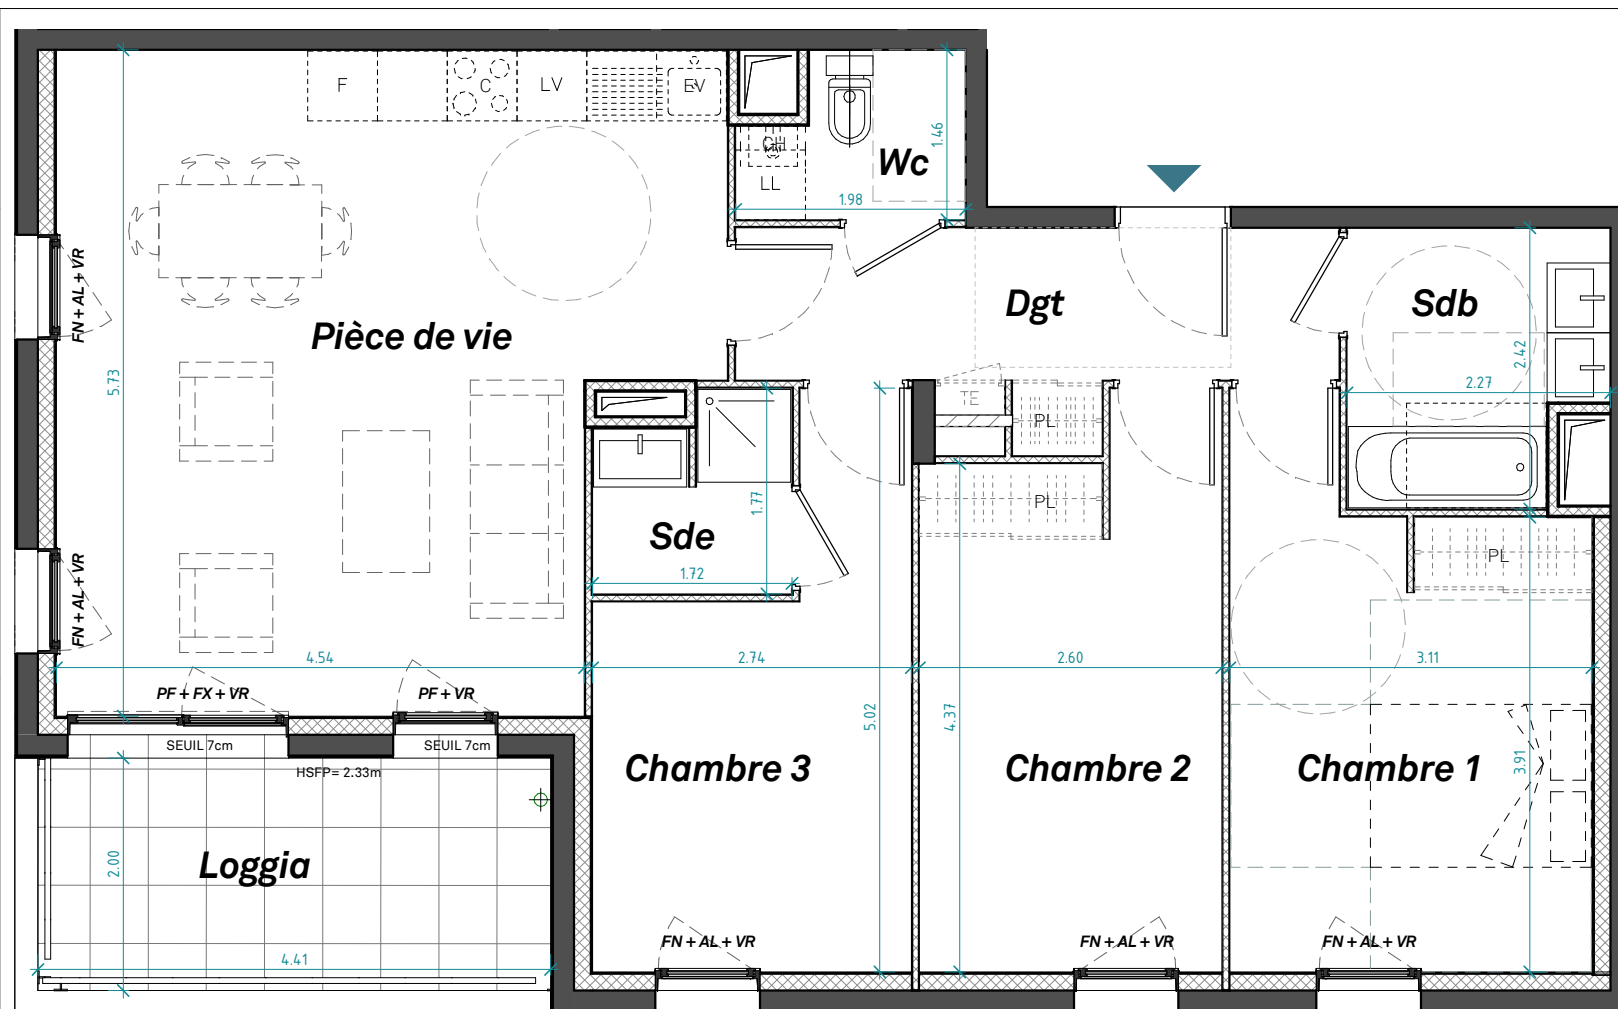 F
C
LV
EV
CH
LL
Wc
1.46
1.98
FN + AL + VR
Pièce de vie
Dgt
Sdb
5.73
2.42
2.27
TE
PL
PL
PL
1.77
Sde
1.72
FN + AL + VR
4.54
2.74
2.60
3.11
PF + FX + VR
PF + VR
SEUIL 7cm
SEUIL 7cm
HSFP= 2.33m
5.02
4.37
3.91
Chambre 3
Chambre 2
Chambre 1
2.00
Loggia
4.41
FN + AL + VR
FN + AL + VR
FN + AL + VR